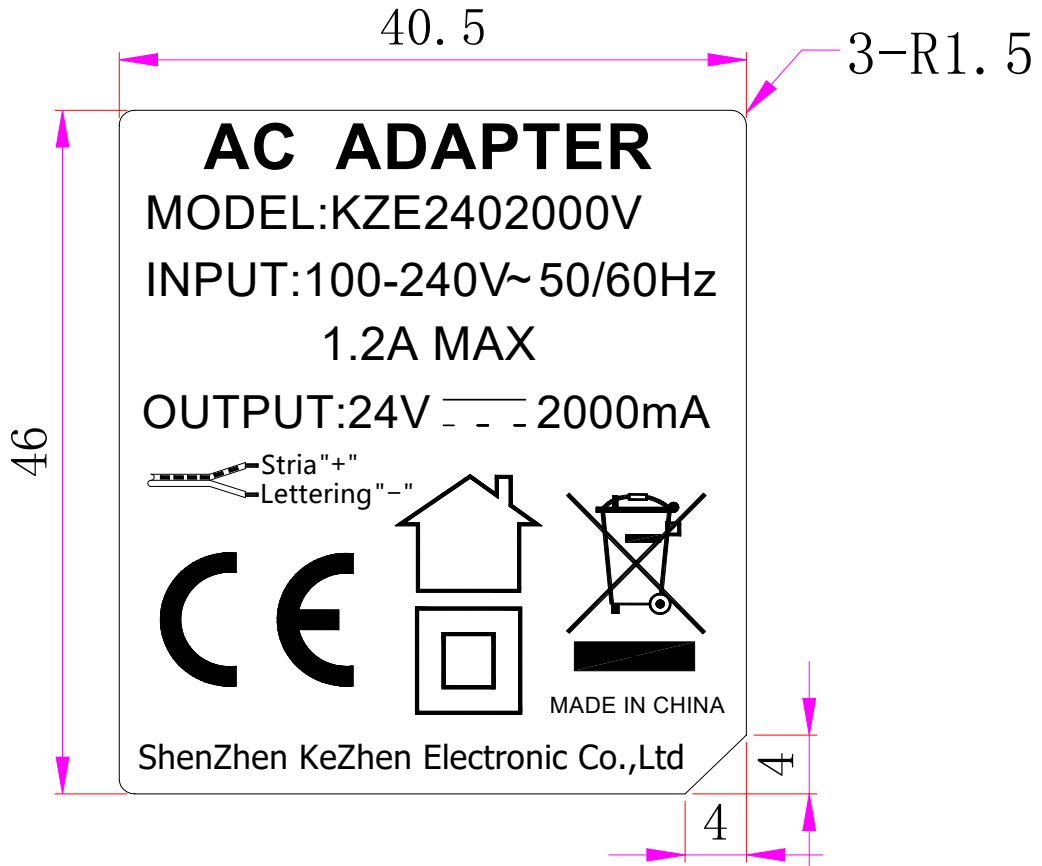 40.5
3-R1.5
AC ADAPTER
MODEL:KZE2402000V
INPUT:100-240V~50/60Hz
1.2A MAX
OUTPUT:24V ⎓ 2000mA
46
Stria"+"
Lettering"-"
CE
MADE IN CHINA
ShenZhen KeZhen Electronic Co.,Ltd
4
4